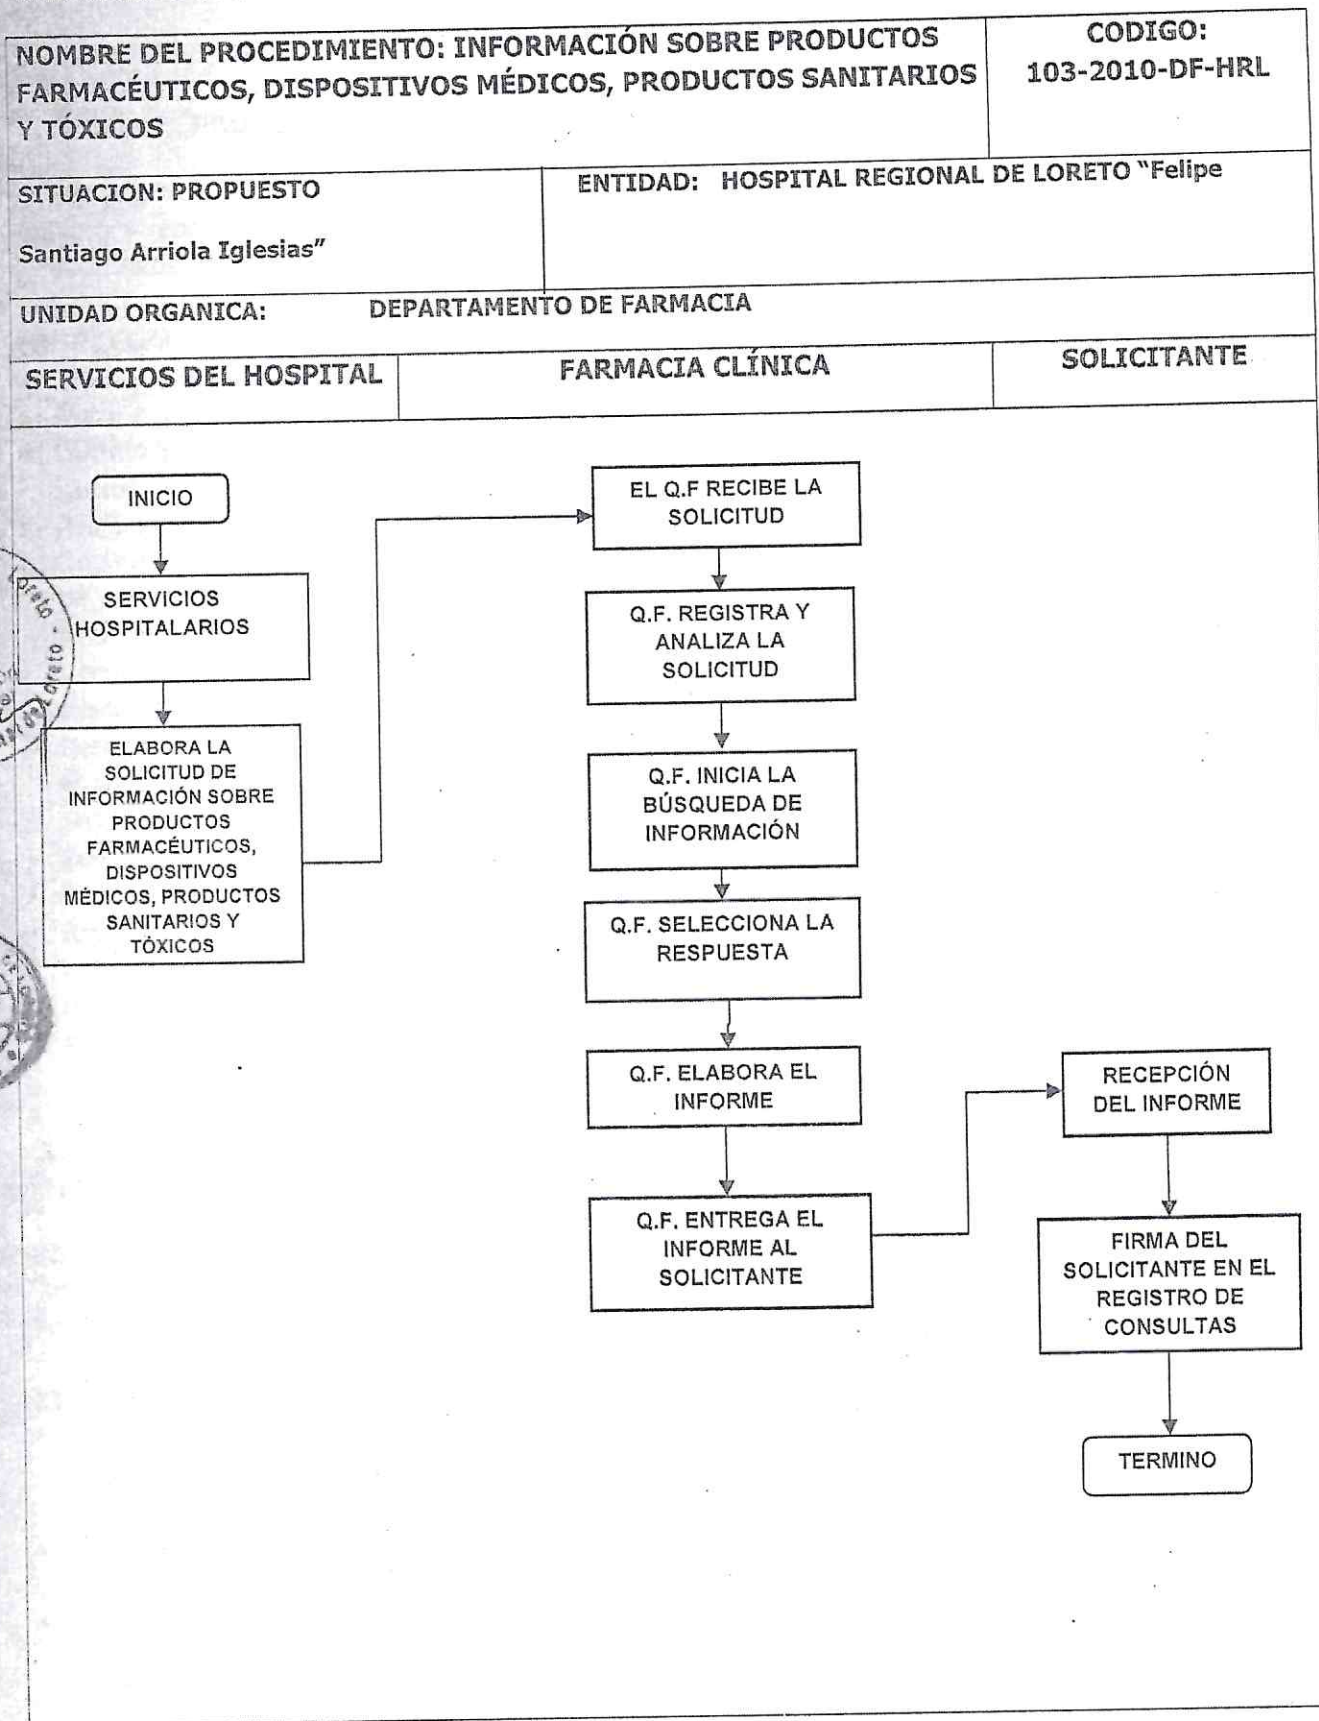 NOMBRE DEL PROCEDIMIENTO: INFORMACIÓN SOBRE PRODUCTOS
FARMACÉUTICOS, DISPOSITIVOS MÉDICOS, PRODUCTOS SANITARIOS
Y TÓXICOS
CODIGO:
103-2010-DF-HRL
SITUACION: PROPUESTO
ENTIDAD: HOSPITAL REGIONAL DE LORETO "Felipe
Santiago Arriola Iglesias"
UNIDAD ORGANICA: DEPARTAMENTO DE FARMACIA
SERVICIOS DEL HOSPITAL
FARMACIA CLÍNICA
SOLICITANTE
INICIO
SERVICIOS
HOSPITALARIOS
ELABORA LA
SOLICITUD DE
INFORMACIÓN SOBRE
PRODUCTOS
FARMACÉUTICOS,
DISPOSITIVOS
MÉDICOS, PRODUCTOS
SANITARIOS Y
TÓXICOS
EL Q.F RECIBE LA
SOLICITUD
Q.F. REGISTRA Y
ANALIZA LA
SOLICITUD
Q.F. INICIA LA
BÚSQUEDA DE
INFORMACIÓN
Q.F. SELECCIONA LA
RESPUESTA
Q.F. ELABORA EL
INFORME
Q.F. ENTREGA EL
INFORME AL
SOLICITANTE
RECEPCIÓN
DEL INFORME
FIRMA DEL
SOLICITANTE EN EL
REGISTRO DE
CONSULTAS
TERMINO
Loreto -
Loreto -